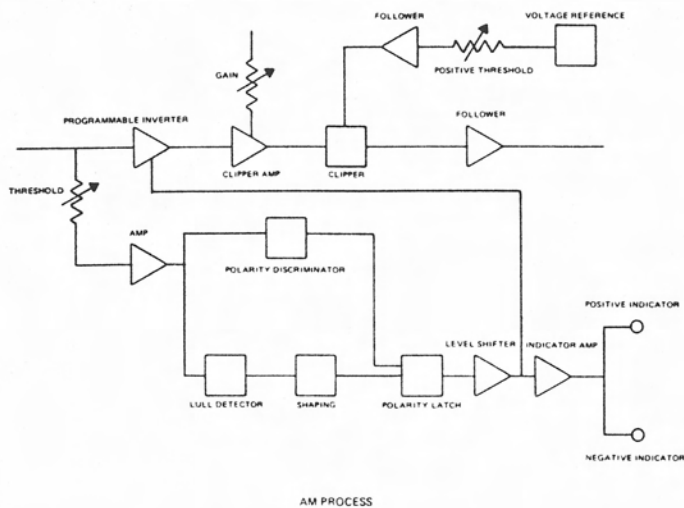 FOLLOWER
VOLTAGE REFERENCE
GAIN
POSITIVE THRESHOLD
PROGRAMMABLE INVERTER
FOLLOWER
CLIPPER AMP
CLIPPER
THRESHOLD
AMP
POLARITY DISCRIMINATOR
POSITIVE INDICATOR
LEVEL SHIFTER
INDICATOR AMP
LULL DETECTOR
SHAPING
POLARITY LATCH
NEGATIVE INDICATOR
AM PROCESS